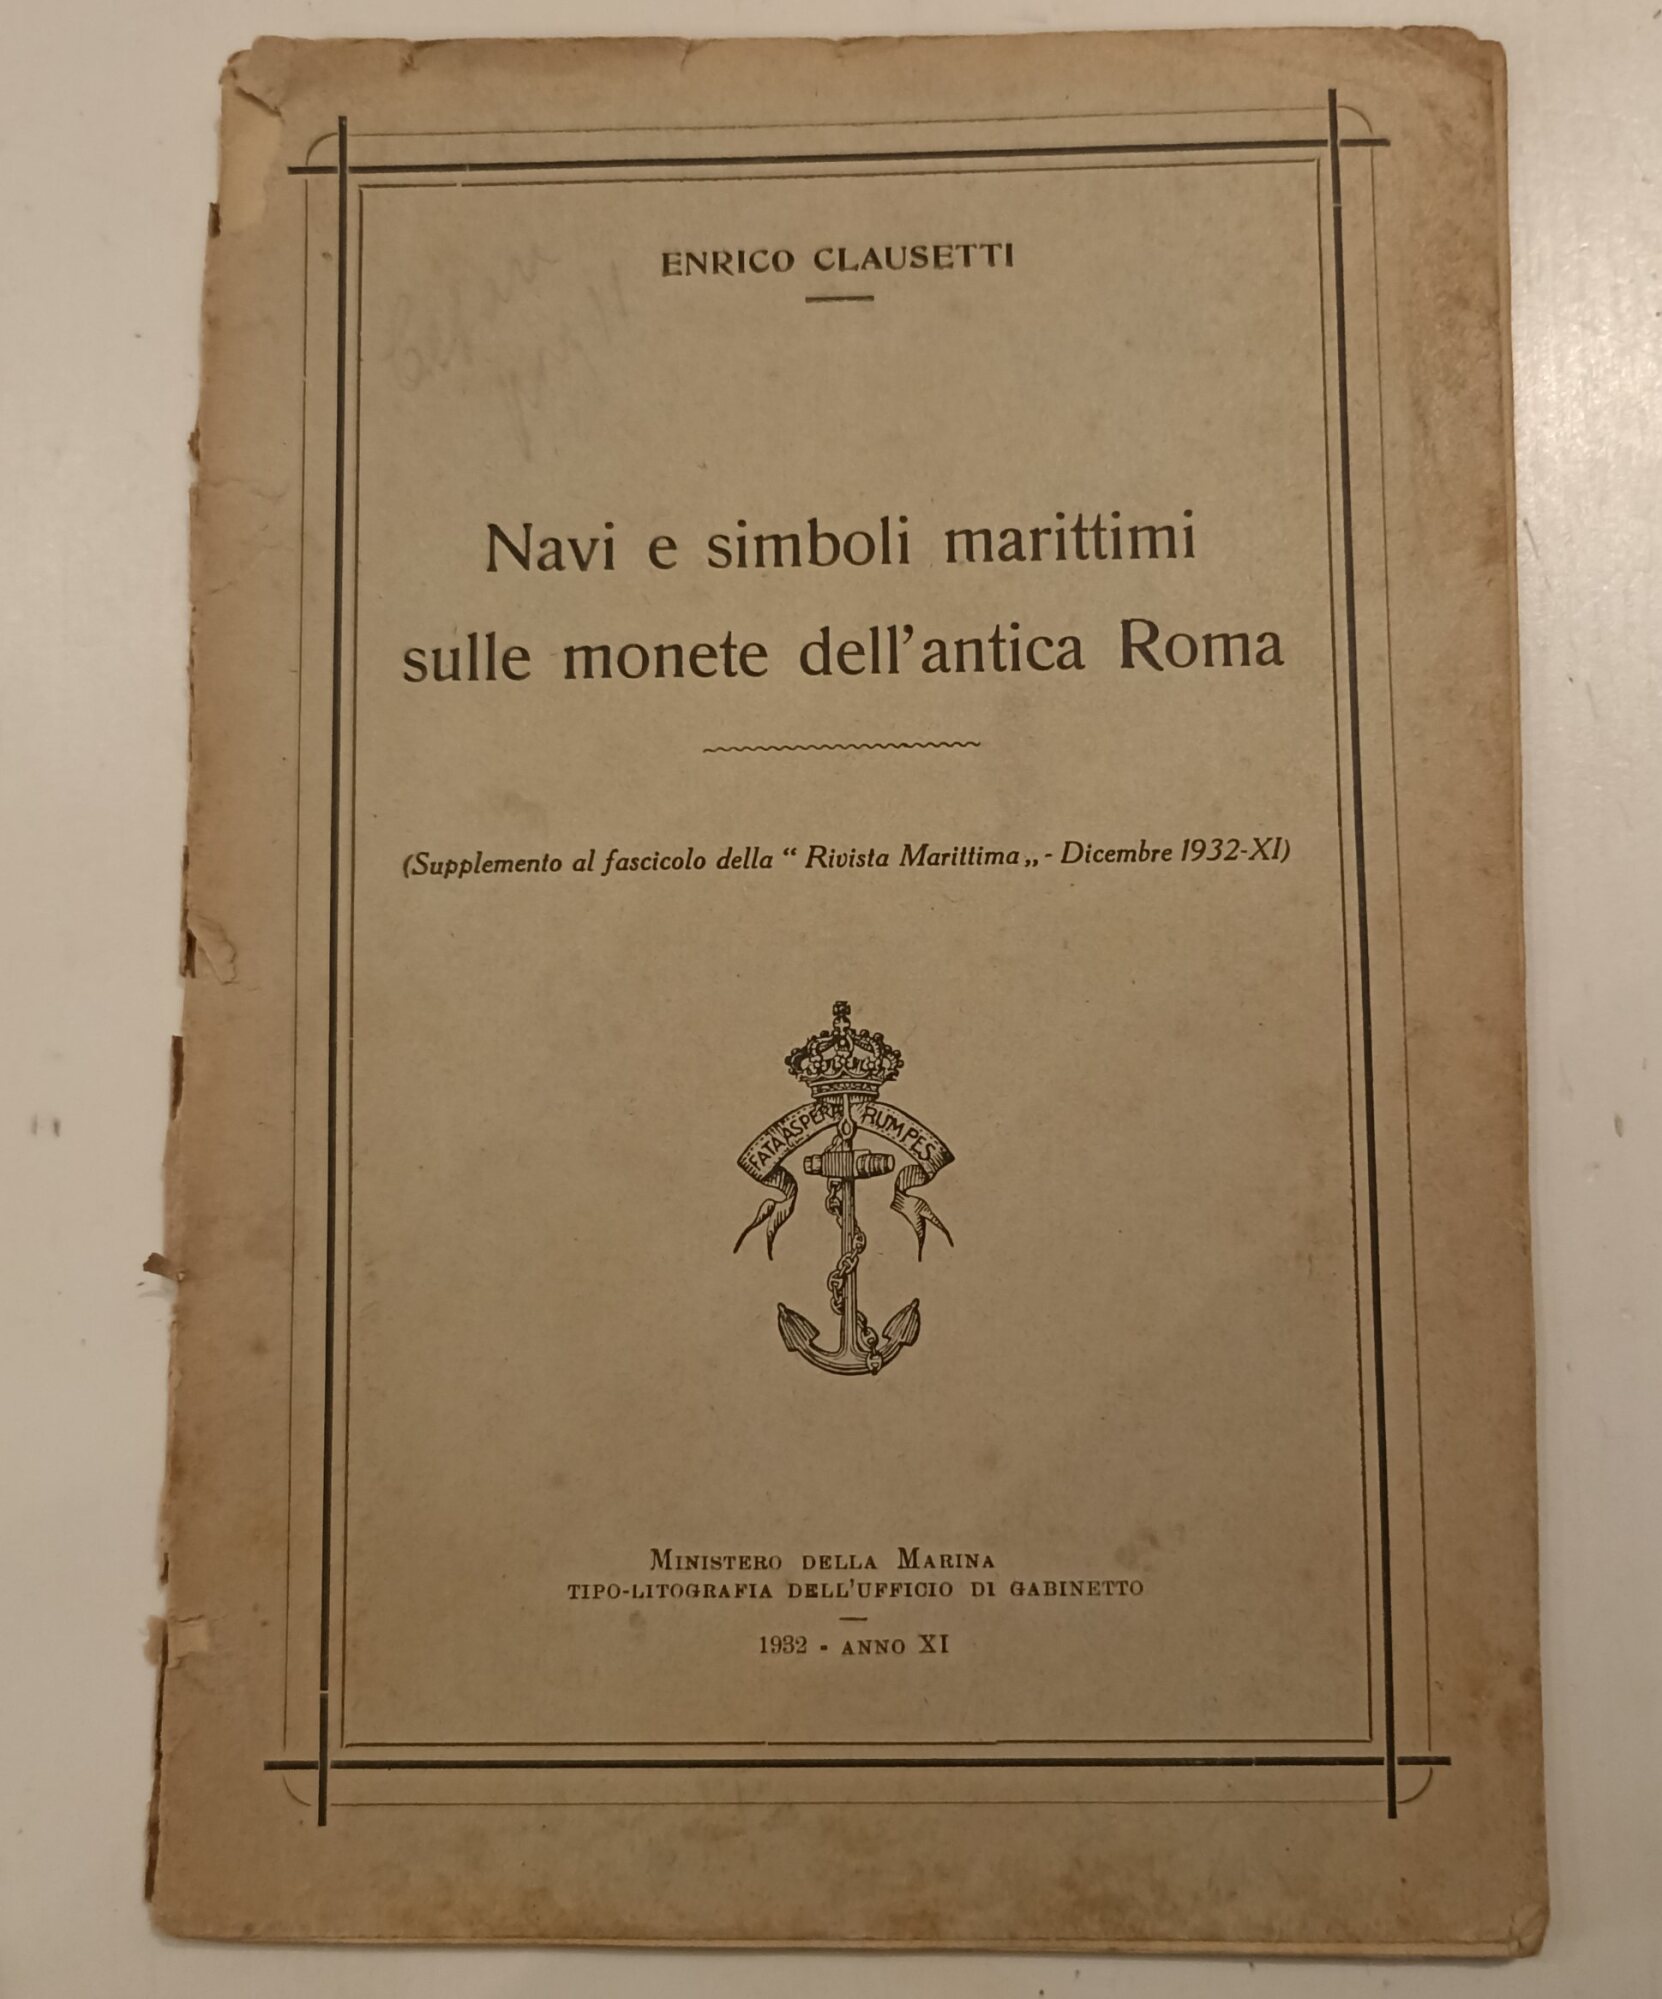 ENRICO CLAUSETTI
Navi e simboli marittimi
sulle monete dell'antica Roma
(Supplemento al fascicolo della “ Rivista Marittima „ - Dicembre 1932-XI)
FATA ASPERA RUMPES
MINISTERO DELLA MARINA
TIPO-LITOGRAFIA DELL'UFFICIO DI GABINETTO
1932 - ANNO XI